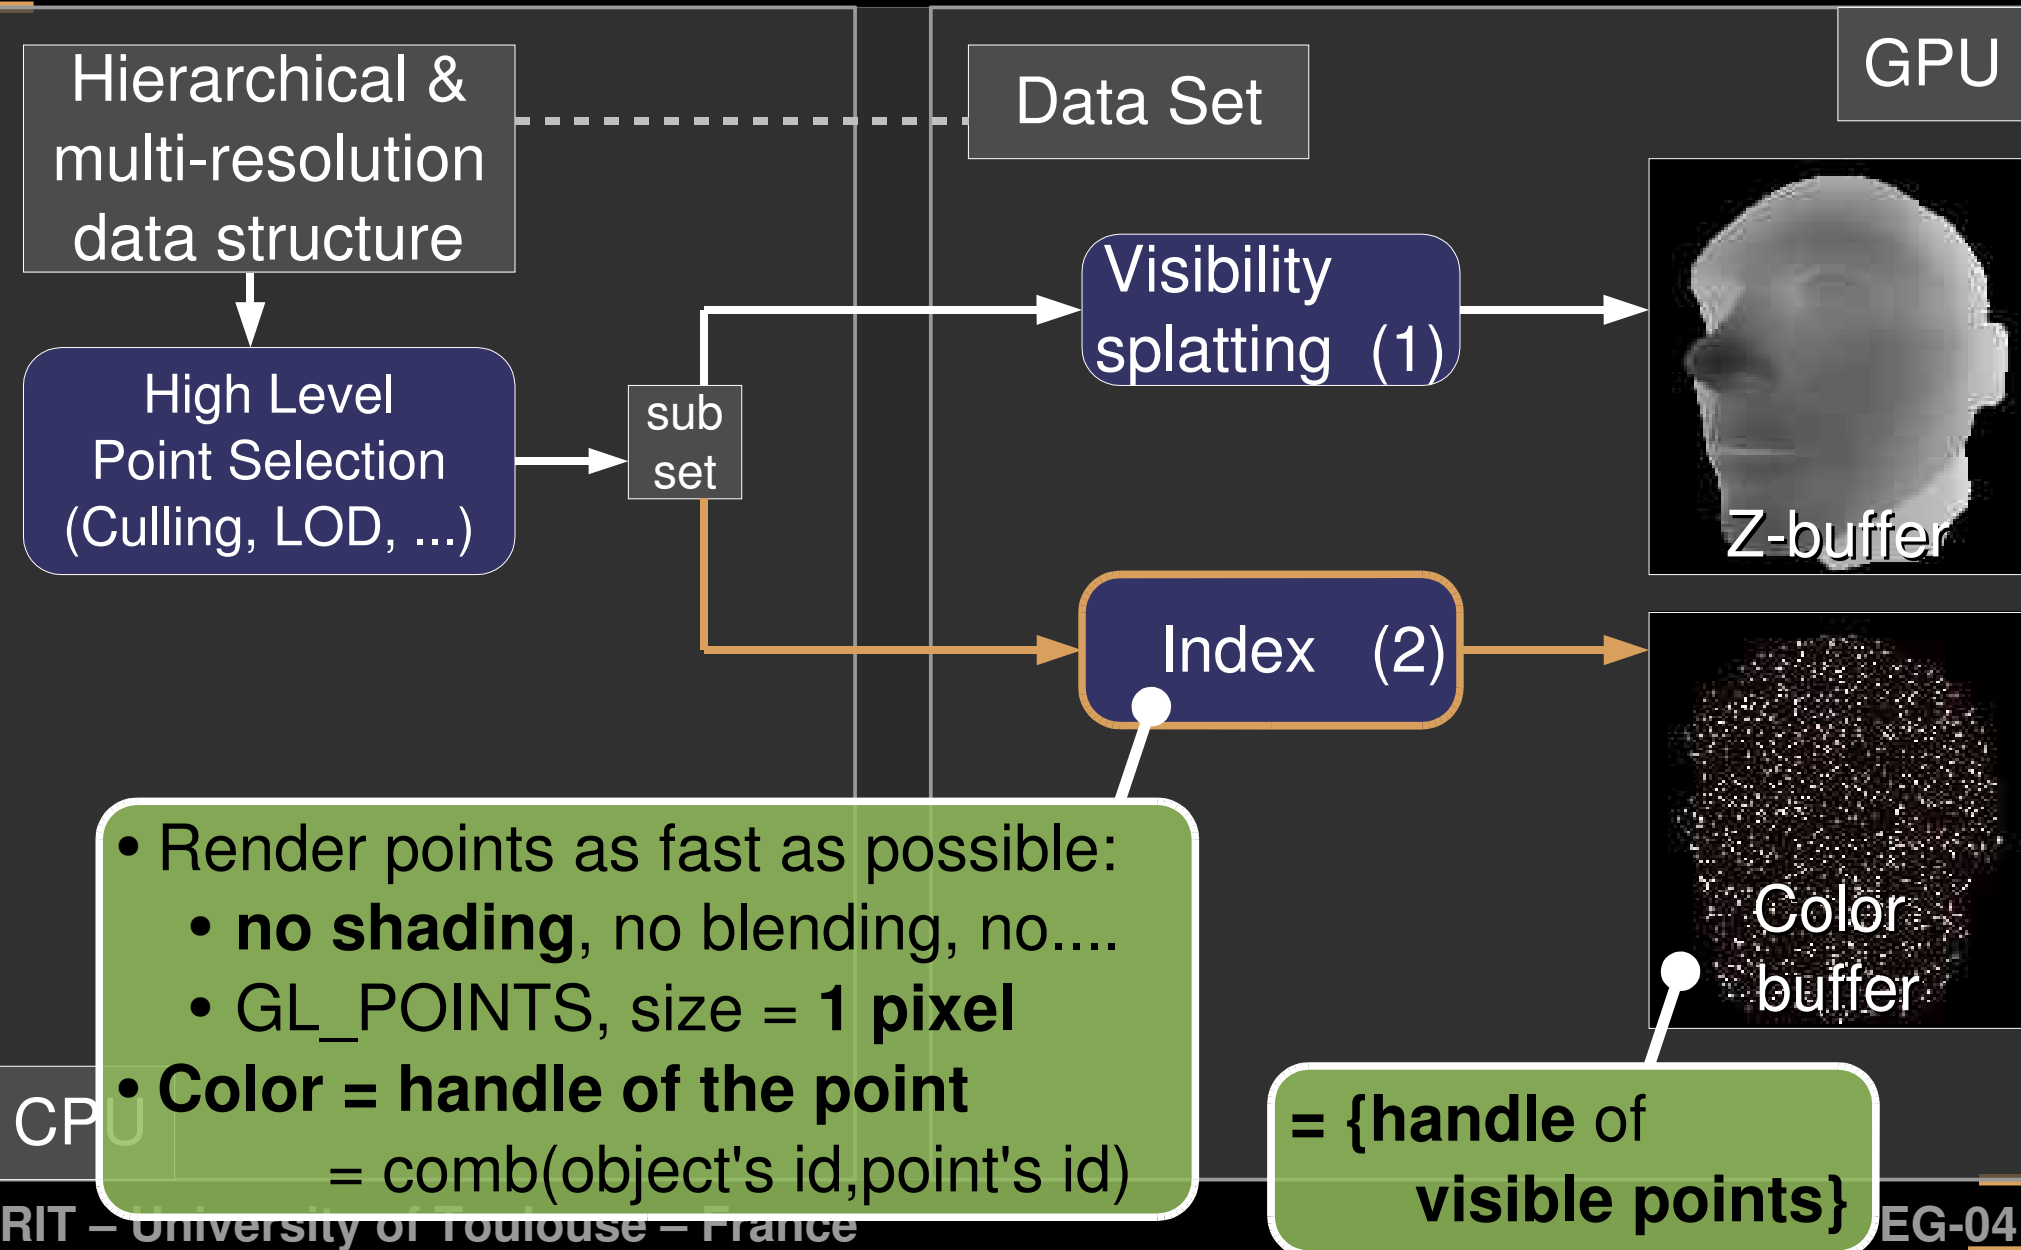 Hierarchical &
multi-resolution
data structure
Data Set
GPU
High Level
Point Selection
(Culling, LOD, ...)
sub
set
Visibility
splatting (1)
Z-buffer
Index (2)
Color
buffer
• Render points as fast as possible:
• no shading, no blending, no....
• GL_POINTS, size = 1 pixel
• Color = handle of the point
= comb(object's id,point's id)
CPU
= {handle of
visible points}
RIT – University of Toulouse – France
EG-04